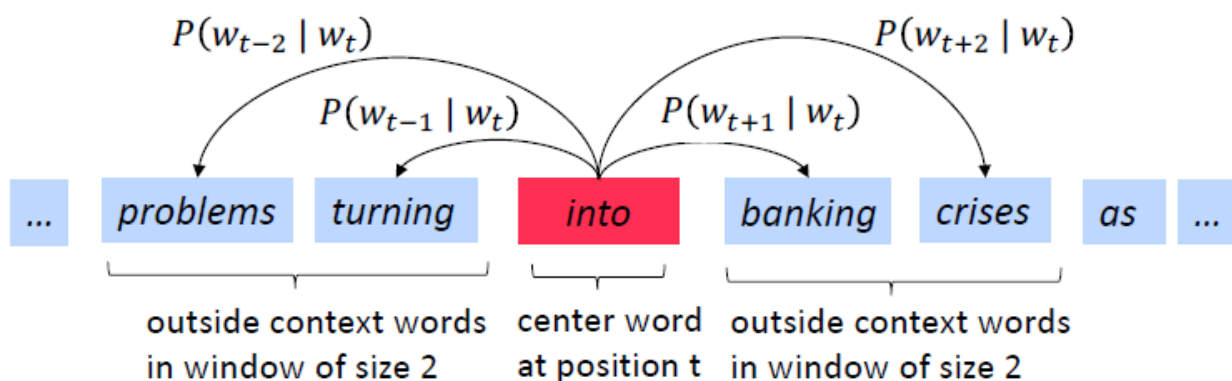 P(w_{t−2} | w_t) P(w_{t+2} | w_t)
P(w_{t−1} | w_t) P(w_{t+1} | w_t)
... problems turning into banking crises as ...
outside context words center word outside context words
in window of size 2 at position t in window of size 2